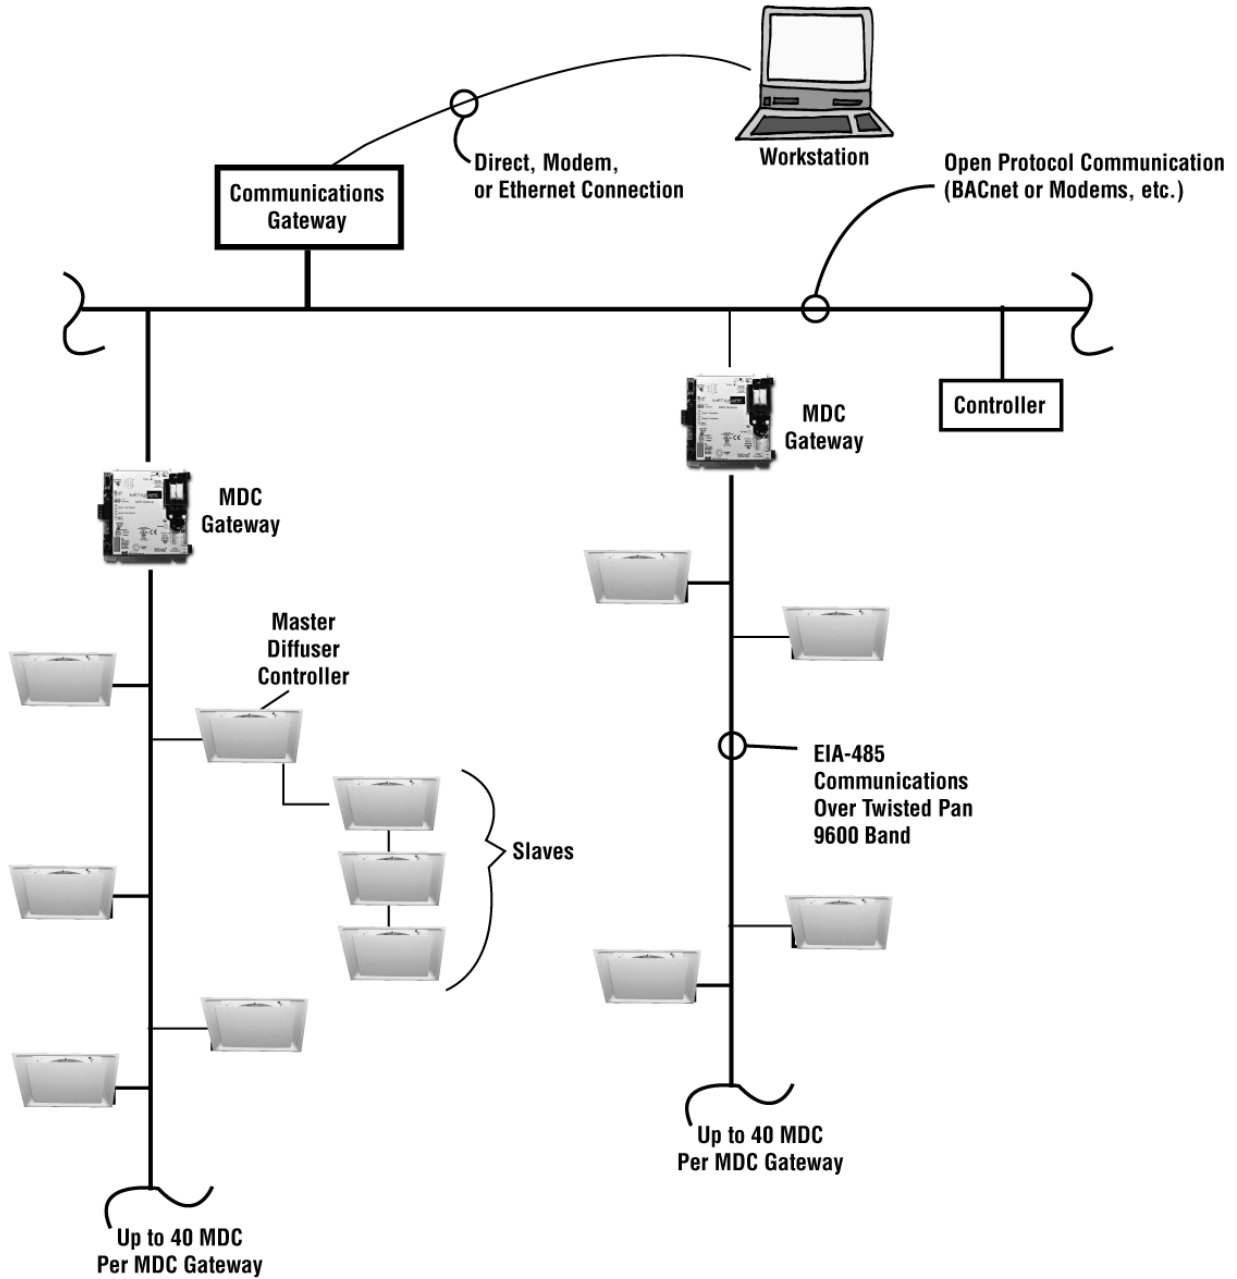 Workstation
Direct, Modem,
or Ethernet Connection
Open Protocol Communication
(BACnet or Modems, etc.)
Communications
Gateway
Controller
MDC
Gateway
MDC
Gateway
Master
Diffuser
Controller
Slaves
EIA-485
Communications
Over Twisted Pan
9600 Band
Up to 40 MDC
Per MDC Gateway
Up to 40 MDC
Per MDC Gateway